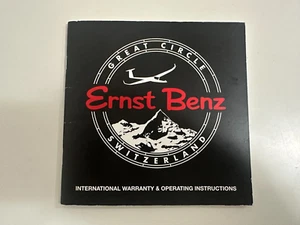 GREAT CIRCLE
Ernst Benz
SWITZERLAND
INTERNATIONAL WARRANTY & OPERATING INSTRUCTIONS